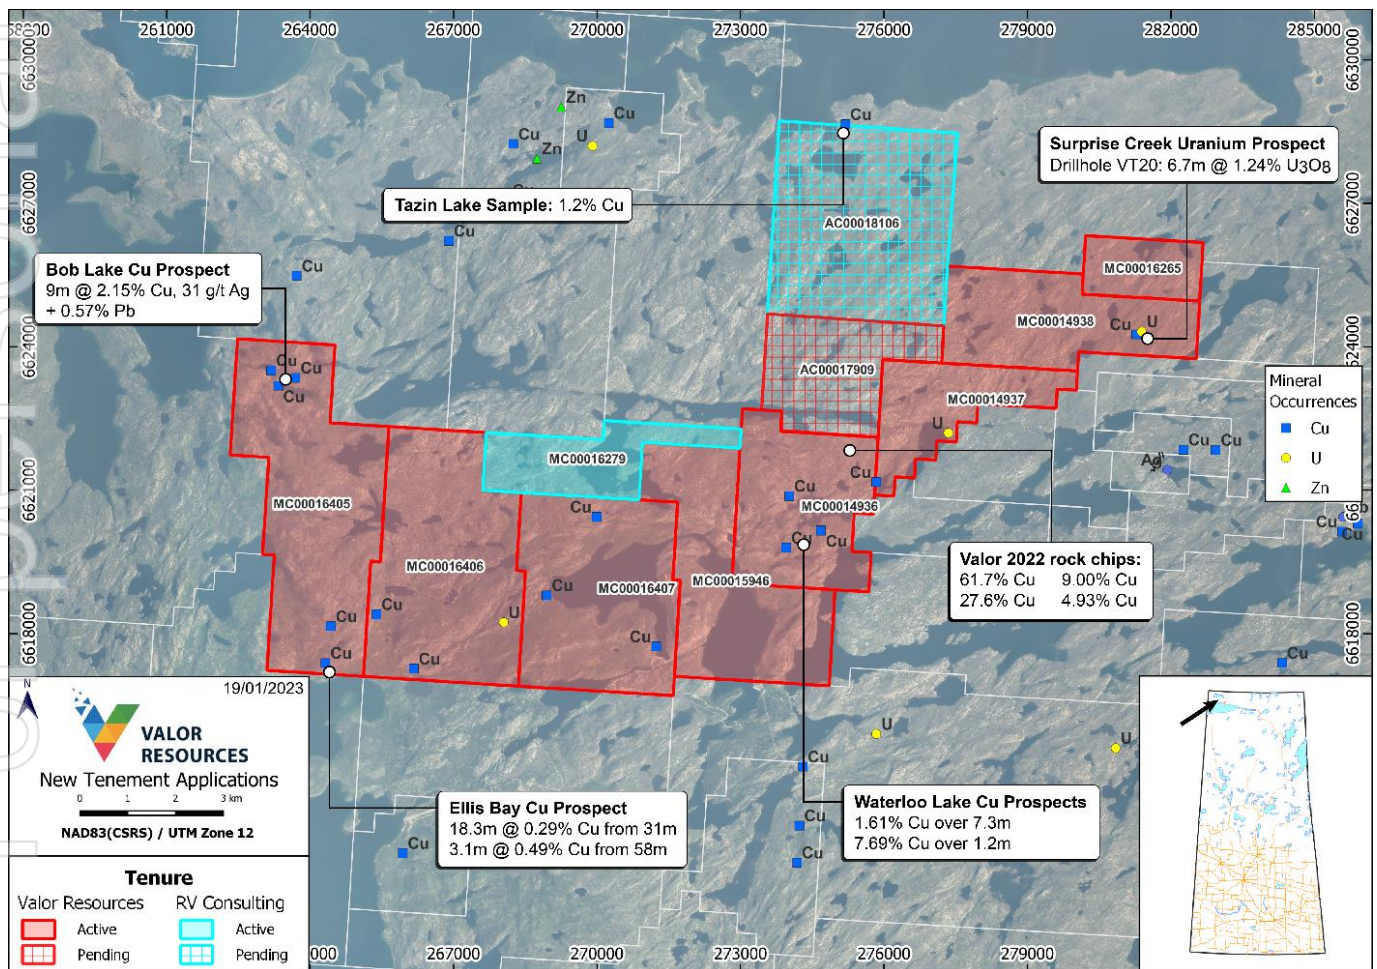 261000 264000 267000 270000 273000 276000 279000 282000 285000
6630000 6630000
6627000 6627000
6624000 6624000
6621000
6618000 6618000
Zn
Cu
Cu
U
Zn
Cu
Surprise Creek Uranium Prospect
Drillhole VT20: 6.7m @ 1.24% U3O8
Tazin Lake Sample: 1.2% Cu
AC00018106
Cu
Bob Lake Cu Prospect
9m @ 2.15% Cu, 31 g/t Ag
+ 0.57% Pb
Cu
MC00016265
MC00014938
Cu
U
AC00017909
Cu
Cu
Cu
MC00014937
U
Mineral
Occurrences
Cu
U
Zn
MC00016279
Cu
Cu
MC00016405
Cu
Cu
MC00014936
Cu
Cu
MC00016406
MC00016407
MC00015946
Valor 2022 rock chips:
61.7% Cu 9.00% Cu
27.6% Cu 4.93% Cu
Cu
Cu
Cu
Cu
U
Cu
Cu
Cu
Cu
Cu
N
19/01/2023
VALOR
RESOURCES
New Tenement Applications
0 1 2 3 km
NAD83(CSRS) / UTM Zone 12
U
U
Cu
Ellis Bay Cu Prospect
18.3m @ 0.29% Cu from 31m
3.1m @ 0.49% Cu from 58m
Waterloo Lake Cu Prospects
1.61% Cu over 7.3m
7.69% Cu over 1.2m
Cu
Cu
Cu
Tenure
Valor Resources RV Consulting
Active Active
Pending Pending
267000 270000 273000 276000 279000